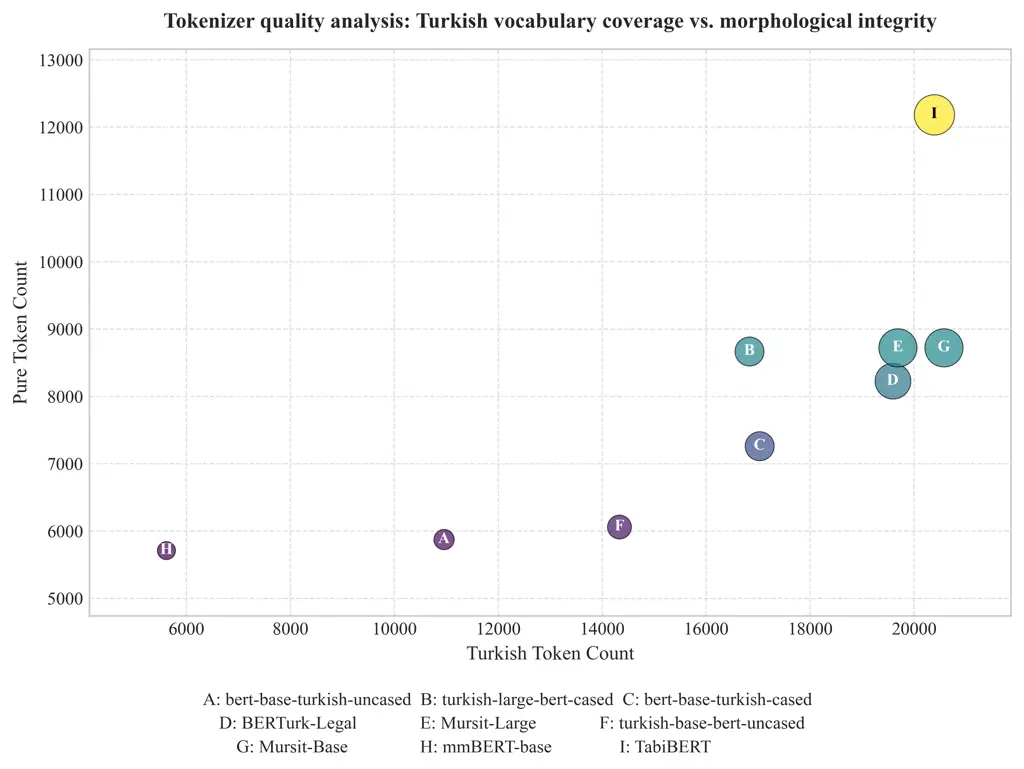 Tokenizer quality analysis: Turkish vocabulary coverage vs. morphological integrity
13000
12000
11000
10000
9000
8000
7000
6000
5000
Pure Token Count
I
B
E
G
D
C
F
A
H
6000 8000 10000 12000 14000 16000 18000 20000
Turkish Token Count
A: bert-base-turkish-uncased B: turkish-large-bert-cased C: bert-base-turkish-cased
D: BERTurk-Legal E: Mursit-Large F: turkish-base-bert-uncased
G: Mursit-Base H: mmBERT-base I: TabiBERT